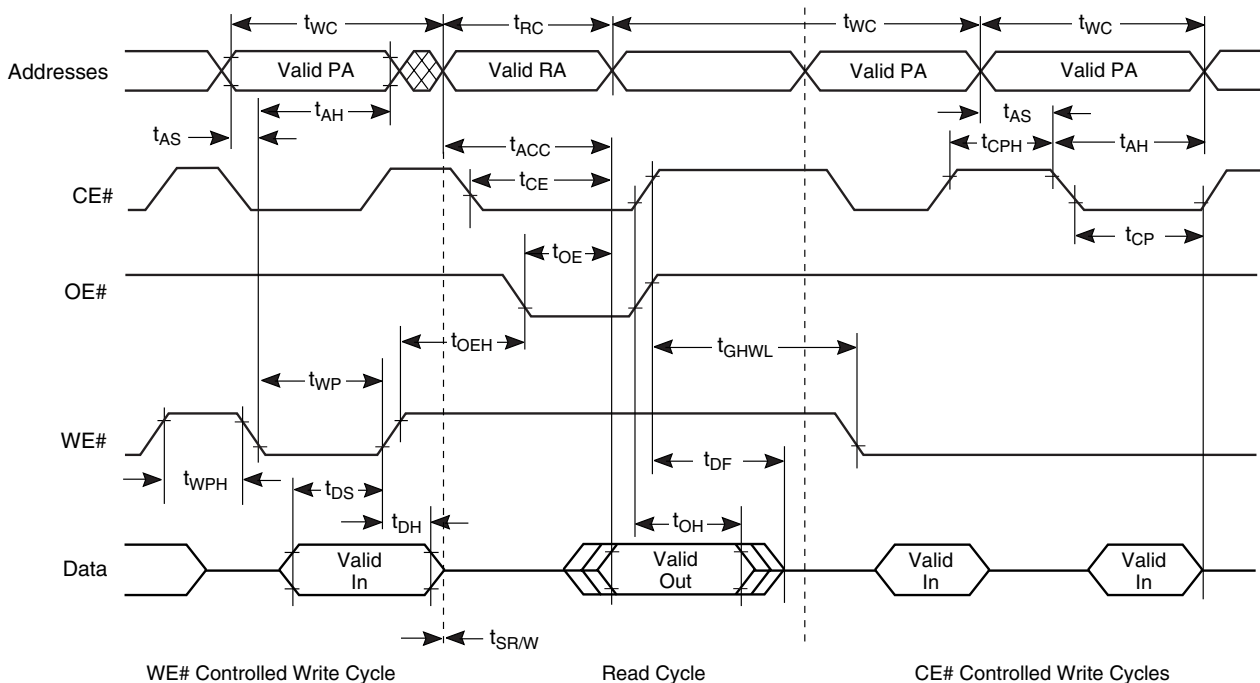 tWC tRC tWC tWC
Addresses Valid PA Valid RA Valid PA Valid PA
tAH tAS
tAS tACC tCPH tAH
CE# tCE
tCP
tOE
OE#
tOEH tGHWL
tWP
WE#
tWPH tDS tDF
tDH tOH
Data Valid In Valid Out Valid In Valid In
tSR/W
WE# Controlled Write Cycle Read Cycle CE# Controlled Write Cycles